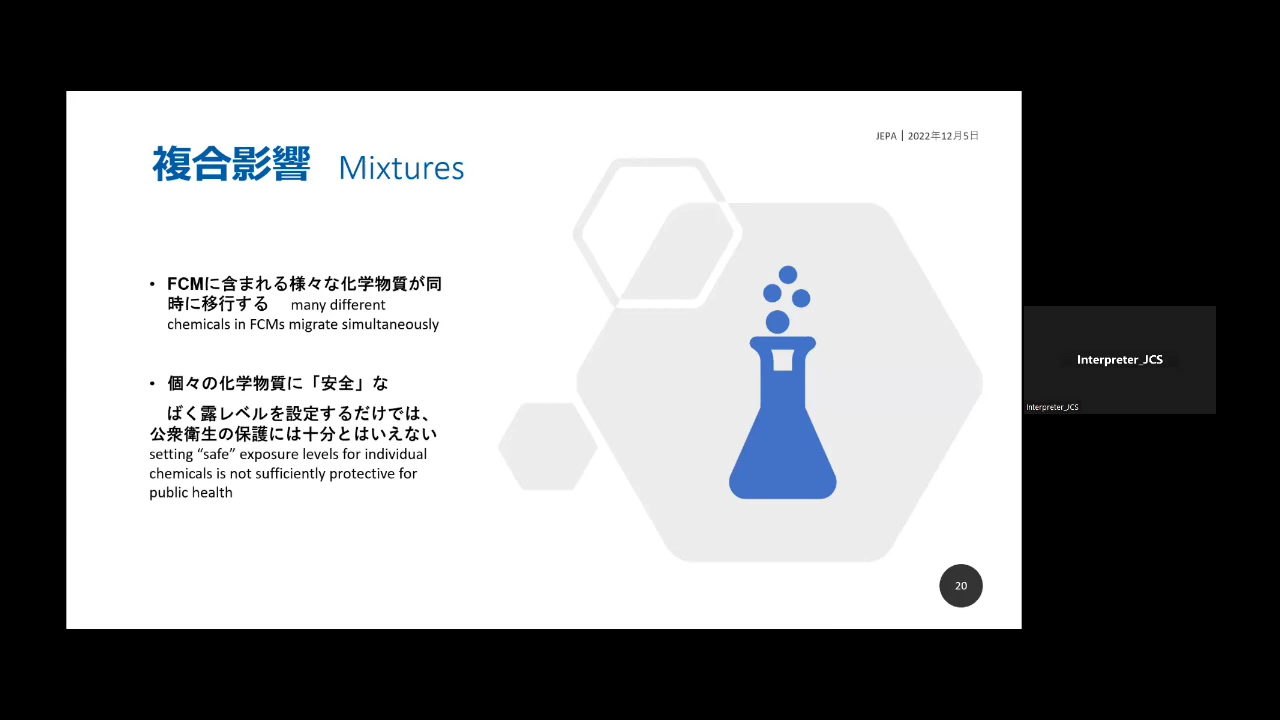 JEPA | 2022年12月5日
複合影響 Mixtures
• FCMに含まれる様々な化学物質が同
時に移行する many different
chemicals in FCMs migrate simultaneously
• 個々の化学物質に「安全」な
ばく露レベルを設定するだけでは、
公衆衛生の保護には十分とはいえない
setting “safe” exposure levels for individual
chemicals is not sufficiently protective for
public health
20
Interpreter_JCS
Interpreter_JCS